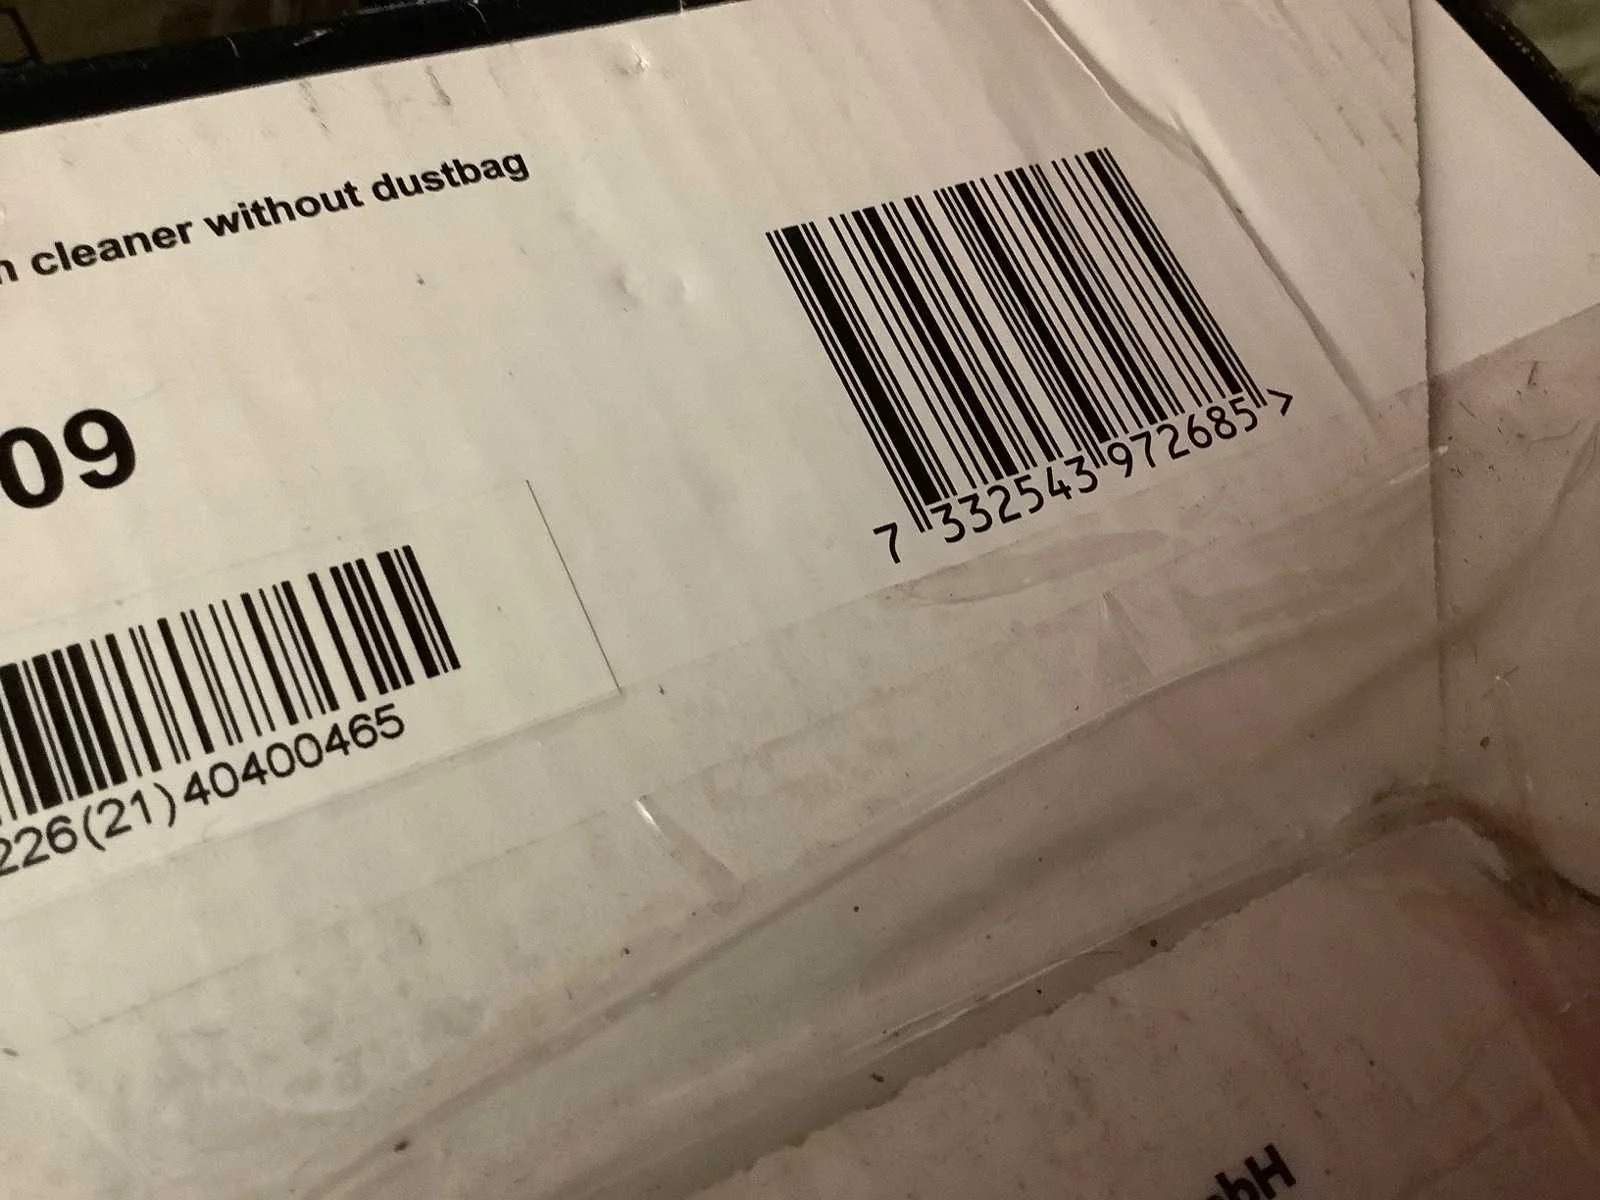 cleaner without dustbag
7 332543 972685 >
09
226(21)40400465